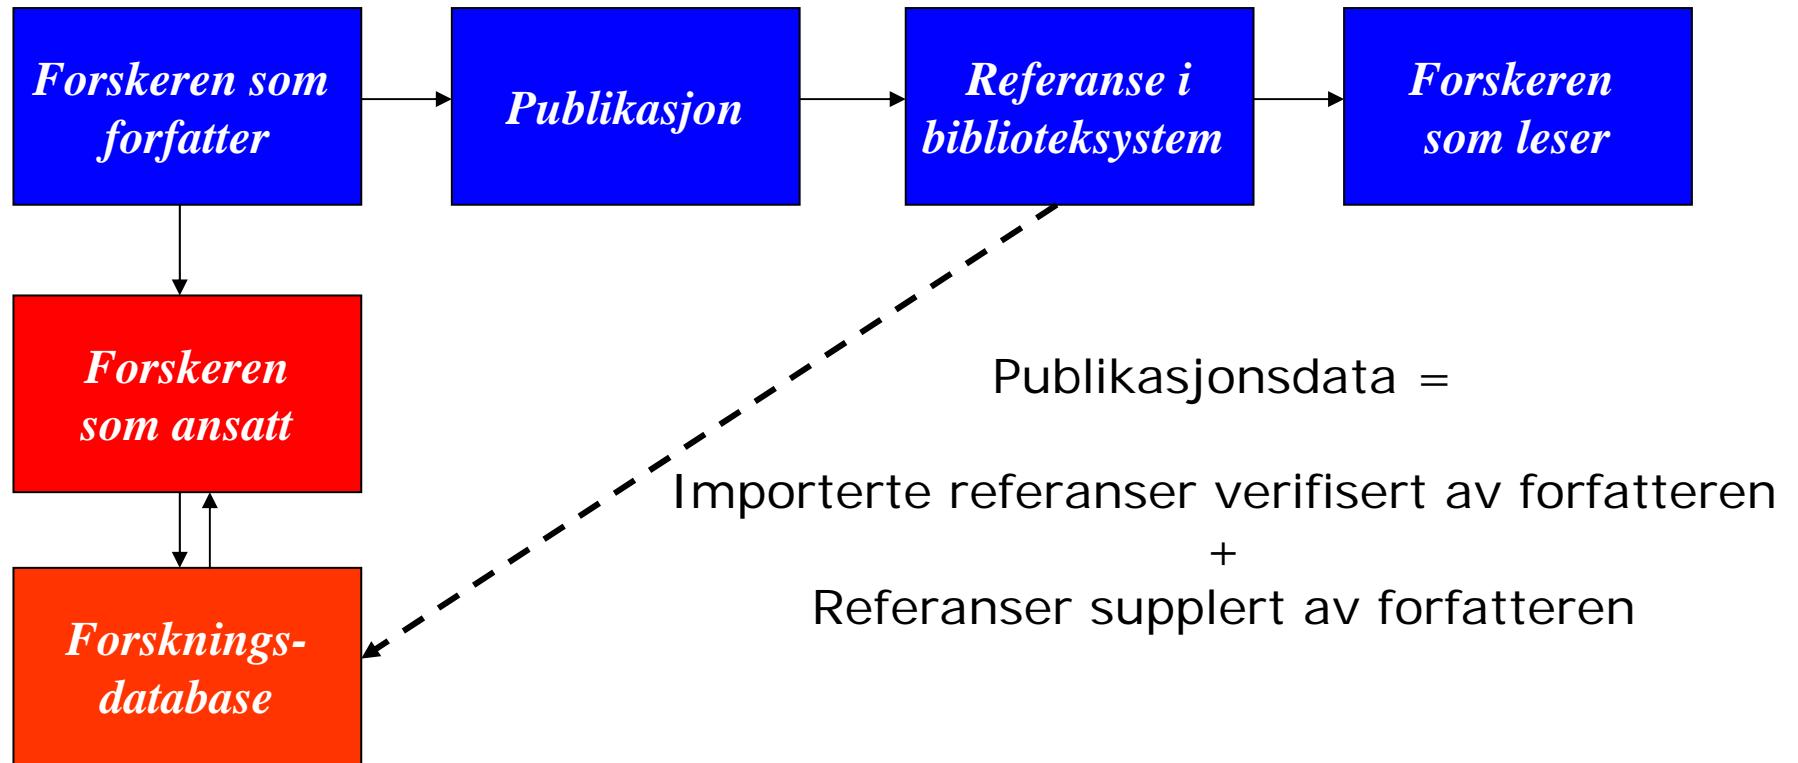 Forskeren som
forfatter
Publikasjon
Referanse i
biblioteksystem
Forskeren
som leser
Forskeren
som ansatt
Forsknings-
database
Publikasjonsdata =
Importerte referanser verifisert av forfatteren
+
Referanser supplert av forfatteren